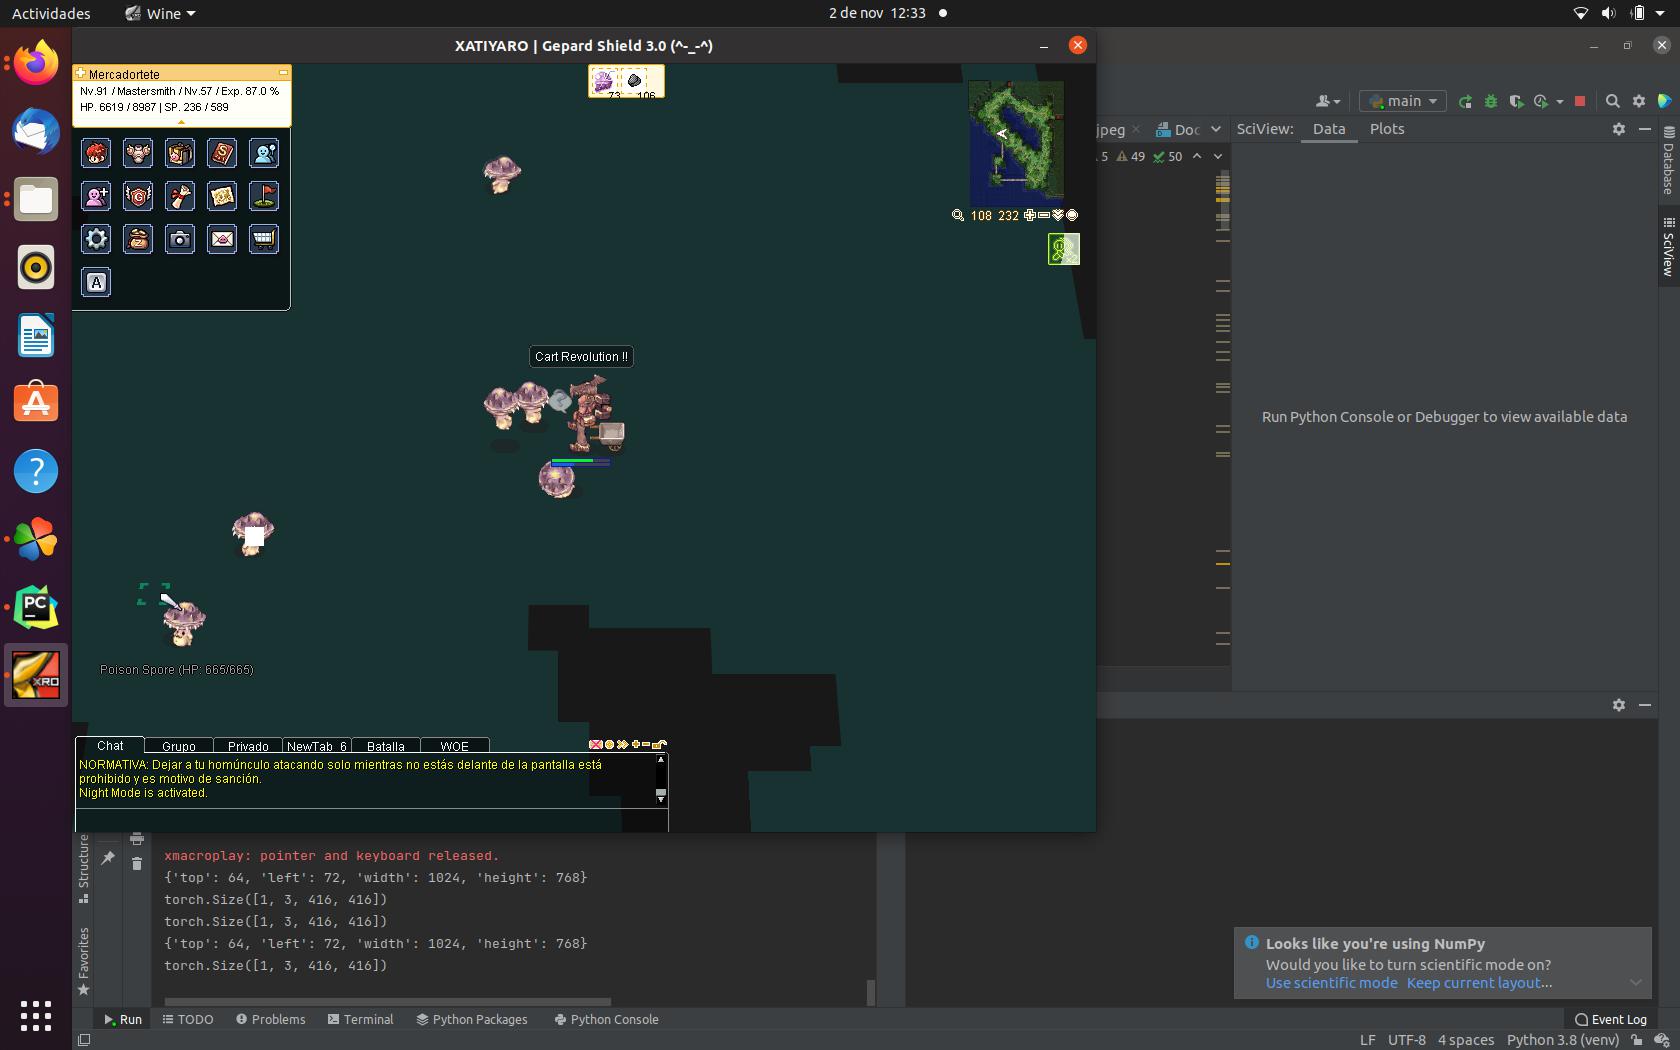 Actividades
Wine
2 de nov 12:33
XATIYARO | Gepard Shield 3.0 (^-_-^)
Mercadortete
Nv.91 / Mastersmith / Nv.57 / Exp. 87.0 %
HP. 6619 / 8987 | SP. 236 / 589
73 106
108 232
Cart Revolution !!
Poison Spore (HP: 665/665)
Chat Grupo Privado NewTab_6 Batalla WOE
NORMATIVA: Dejar a tu homúnculo atacando solo mientras no estás delante de la pantalla está
prohibido y es motivo de sanción.
Night Mode is activated.
main
jpeg
Doc
SciView: Data Plots
5 49 50
Database
SciView
Run Python Console or Debugger to view available data
PC
XRO
Structure
Favorites
xmacroplay: pointer and keyboard released.
{'top': 64, 'left': 72, 'width': 1024, 'height': 768}
torch.Size([1, 3, 416, 416])
torch.Size([1, 3, 416, 416])
{'top': 64, 'left': 72, 'width': 1024, 'height': 768}
torch.Size([1, 3, 416, 416])
Looks like you're using NumPy
Would you like to turn scientific mode on?
Use scientific mode Keep current layout...
Run TODO Problems Terminal Python Packages Python Console
Event Log
LF UTF-8 4 spaces Python 3.8 (venv)